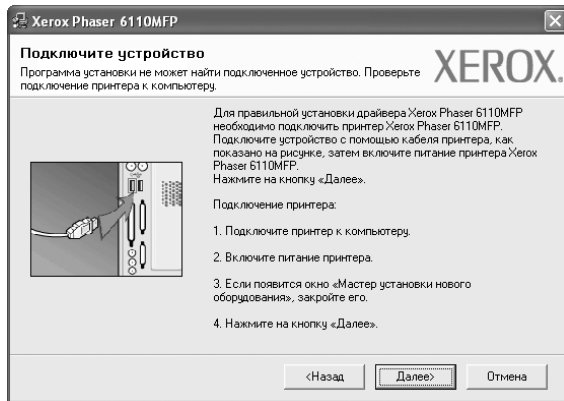 Xerox Phaser 6110MFP
Подключите устройство
Программа установки не может найти подключенное устройство. Проверьте
подключение принтера к компьютеру.
XEROX.
Для правильной установки драйвера Xerox Phaser 6110MFP
необходимо подключить принтер Xerox Phaser 6110MFP.
Подключите устройство с помощью кабеля принтера, как
показано на рисунке, затем включите питание принтера Xerox
Phaser 6110MFP.
Нажмите на кнопку «Далее».
Подключение принтера:
1. Подключите принтер к компьютеру.
2. Включите питание принтера.
3. Если появится окно «Мастер установки нового
оборудования», закройте его.
4. Нажмите на кнопку «Далее».
<Назад
Далее>
Отмена